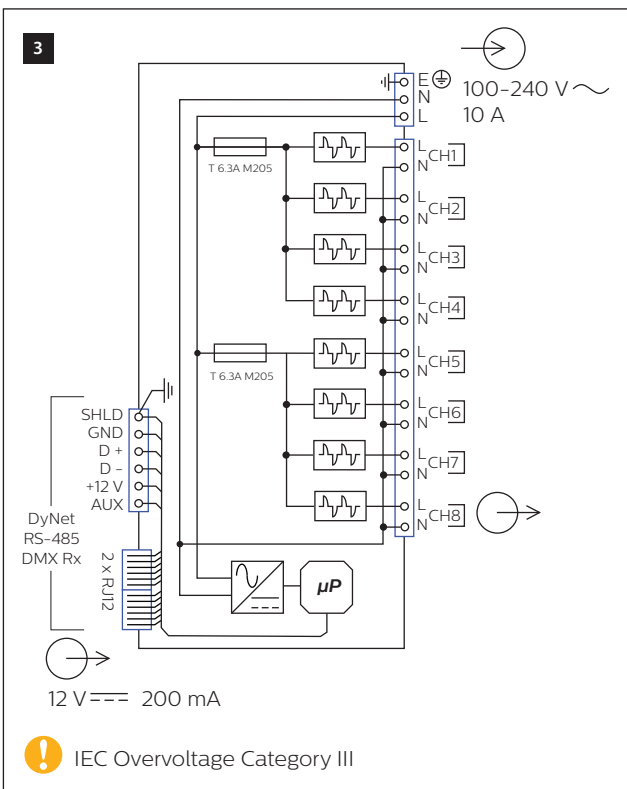 3
E
N
L
100-240 V
10 A
T 6.3A M205
L
N
CH1
L
N
CH2
L
N
CH3
L
N
CH4
T 6.3A M205
L
N
CH5
L
N
CH6
L
N
CH7
L
N
CH8
SHLD
GND
D +
D -
+12 V
AUX
DyNet
RS-485
DMX Rx
2 x RJ12
µP
12 V 200 mA
! IEC Overvoltage Category III